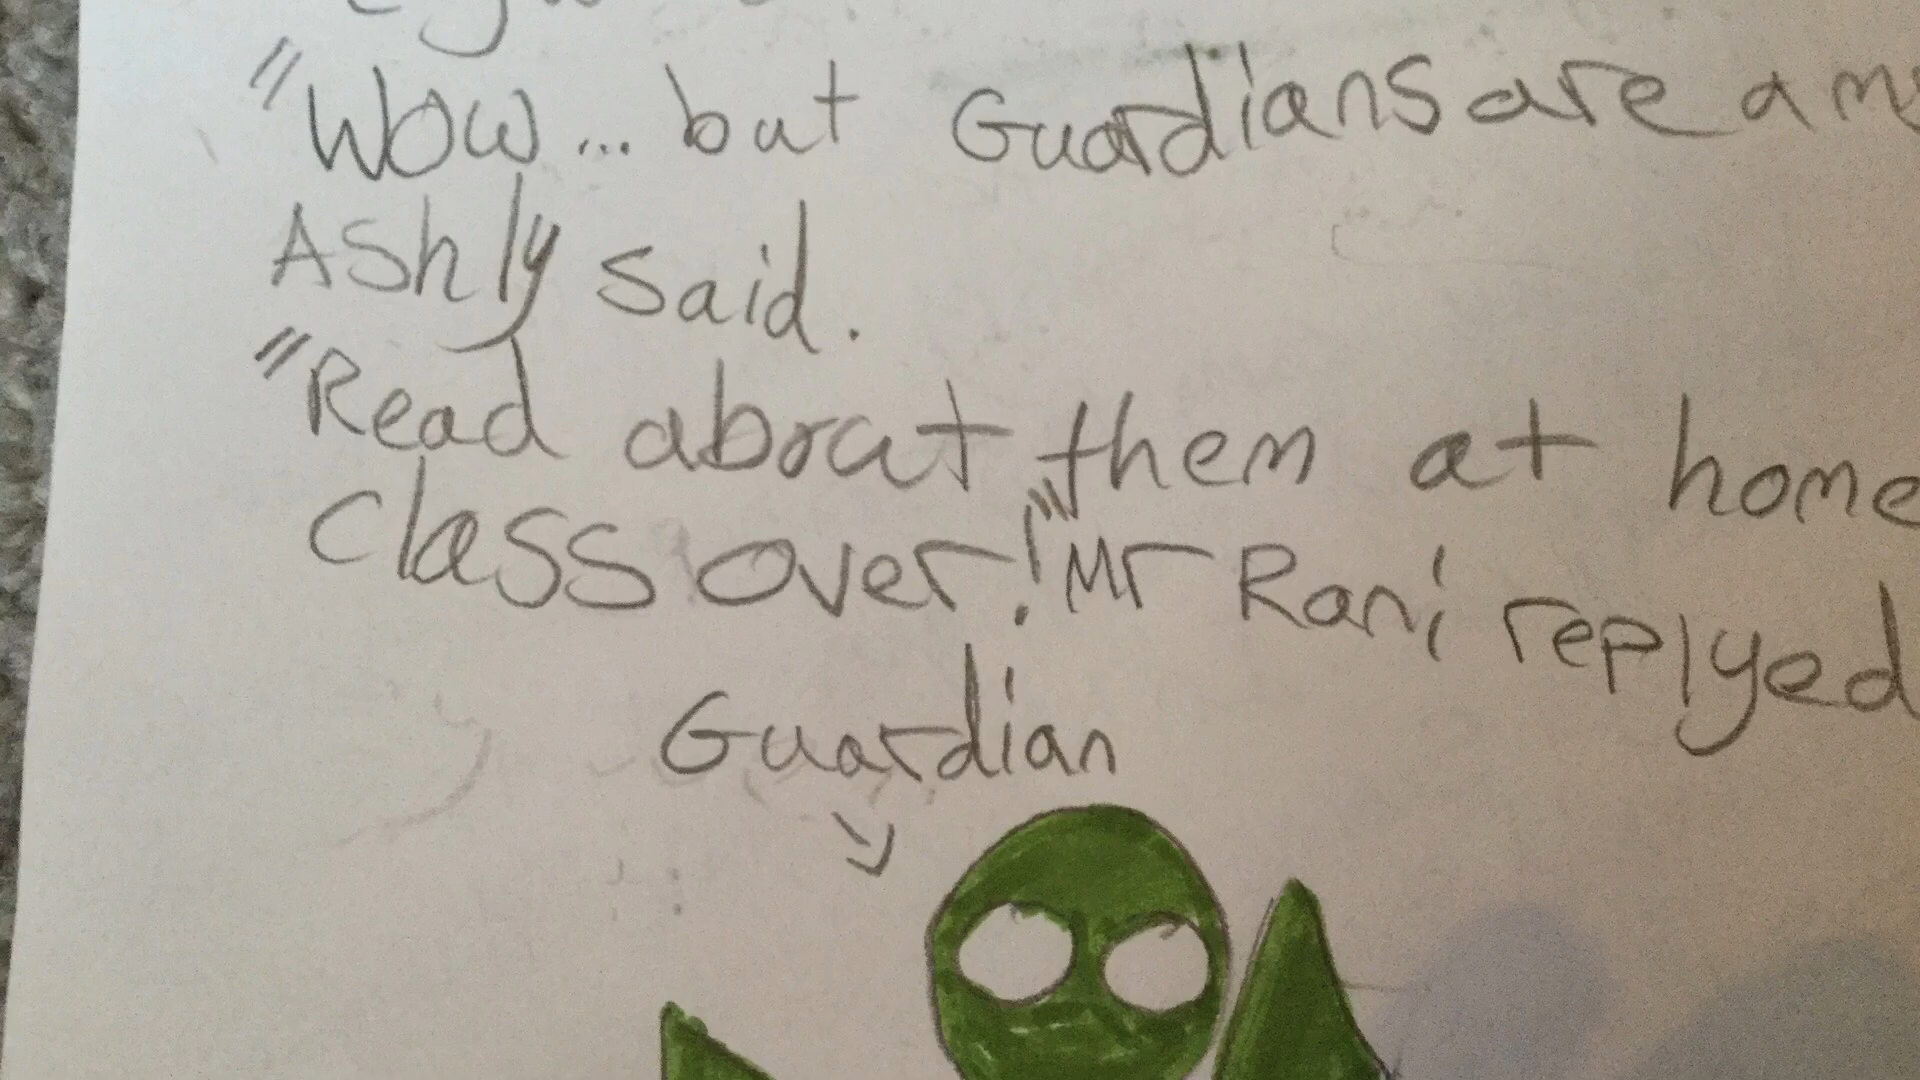 "Wow... but Guardians are a
Ashly said.
"Read about them at home
Class over!" Mr Rani replyed
Guardian